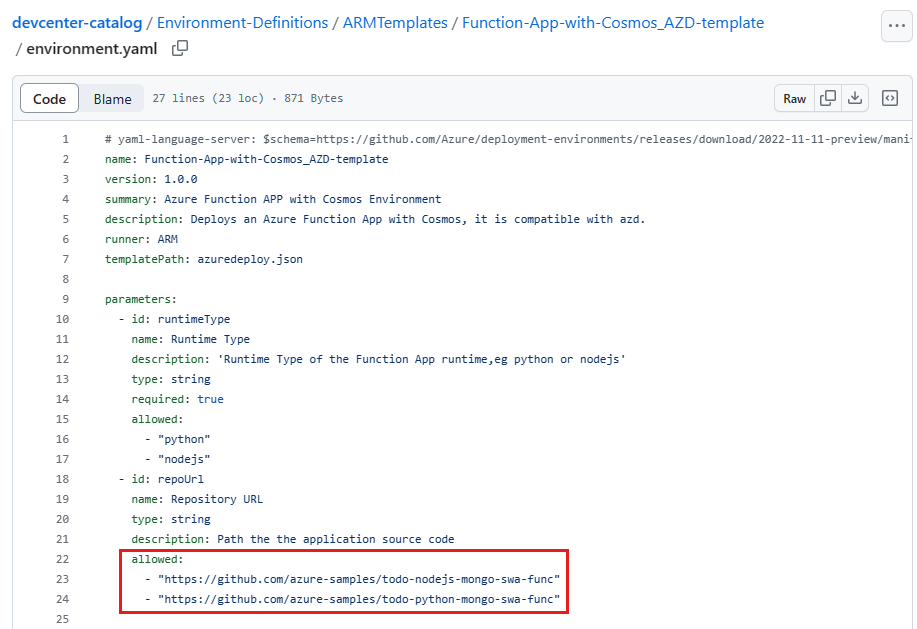 devcenter-catalog / Environment-Definitions / ARMTemplates / Function-App-with-Cosmos_AZD-template
/ environment.yaml
Code Blame 27 lines (23 loc) · 871 Bytes Raw
1 # yaml-language-server: $schema=https://github.com/Azure/deployment-environments/releases/download/2022-11-11-preview/mani
2 name: Function-App-with-Cosmos_AZD-template
3 version: 1.0.0
4 summary: Azure Function APP with Cosmos Environment
5 description: Deploys an Azure Function App with Cosmos, it is compatible with azd.
6 runner: ARM
7 templatePath: azuredeploy.json
8
9 parameters:
10 - id: runtimeType
11 name: Runtime Type
12 description: 'Runtime Type of the Function App runtime,eg python or nodejs'
13 type: string
14 required: true
15 allowed:
16 - "python"
17 - "nodejs"
18 - id: repoUrl
19 name: Repository URL
20 type: string
21 description: Path the the application source code
22 allowed:
23 - "https://github.com/azure-samples/todo-nodejs-mongo-swa-func"
24 - "https://github.com/azure-samples/todo-python-mongo-swa-func"
25